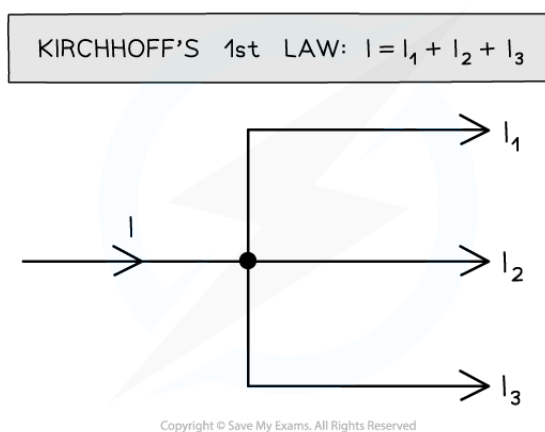 KIRCHHOFF'S 1st LAW: I = I₁ + I₂ + I₃
I₁
I
I₂
I₃
Copyright © Save My Exams. All Rights Reserved